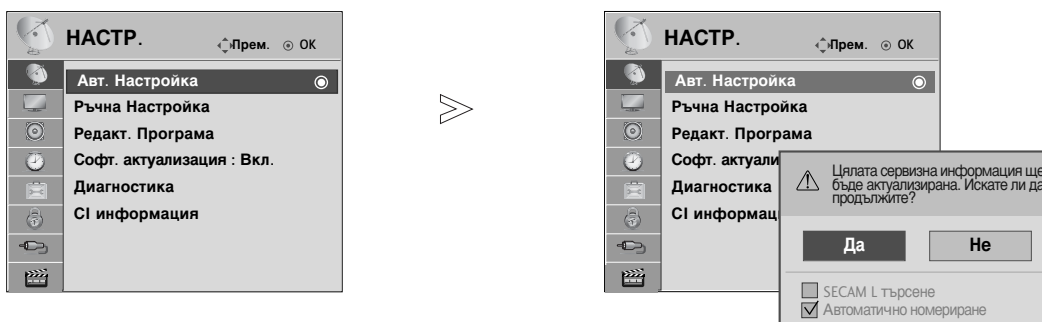 НАСТР.
Прем. OK
Авт. Настройка
Ръчна Настройка
Редакт. Програма
Софт. актуализация : Вкл.
Диагностика
CI информация
НАСТР.
Прем. OK
Авт. Настройка
Ръчна Настройка
Редакт. Програма
Софт. актуали
Диагностика
CI информац
Цялата сервизна информация ще
бъде актуализирана. Искате ли да
продължите?
Да Не
SECAM L търсене
Автоматично номериране